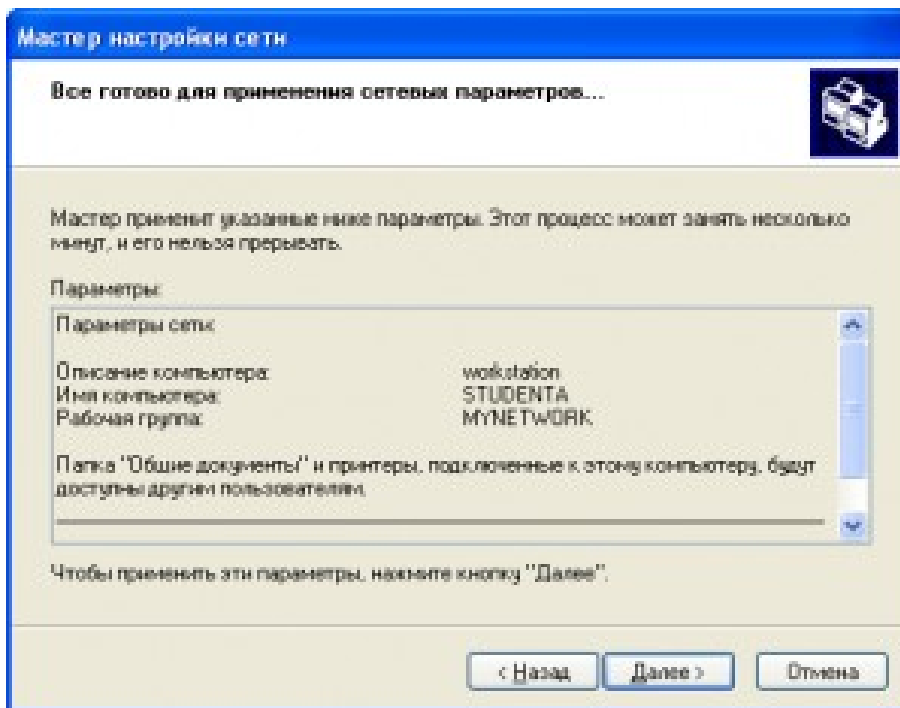 Мастер настройки сети
Все готово для применения сетевых параметров...
Мастер применит указанные ниже параметры. Этот процесс может занять несколько
минут, и его нельзя прерывать.
Параметры:
Параметры сети:
Описание компьютера: workstation
Имя компьютера: STUDENTA
Рабочая группа: MYNETWORK
Папка "Общие документы" и принтеры, подключенные к этому компьютеру, будут
доступны другим пользователям.
Чтобы применить эти параметры, нажмите кнопку "Далее".
< Назад Далее > Отмена